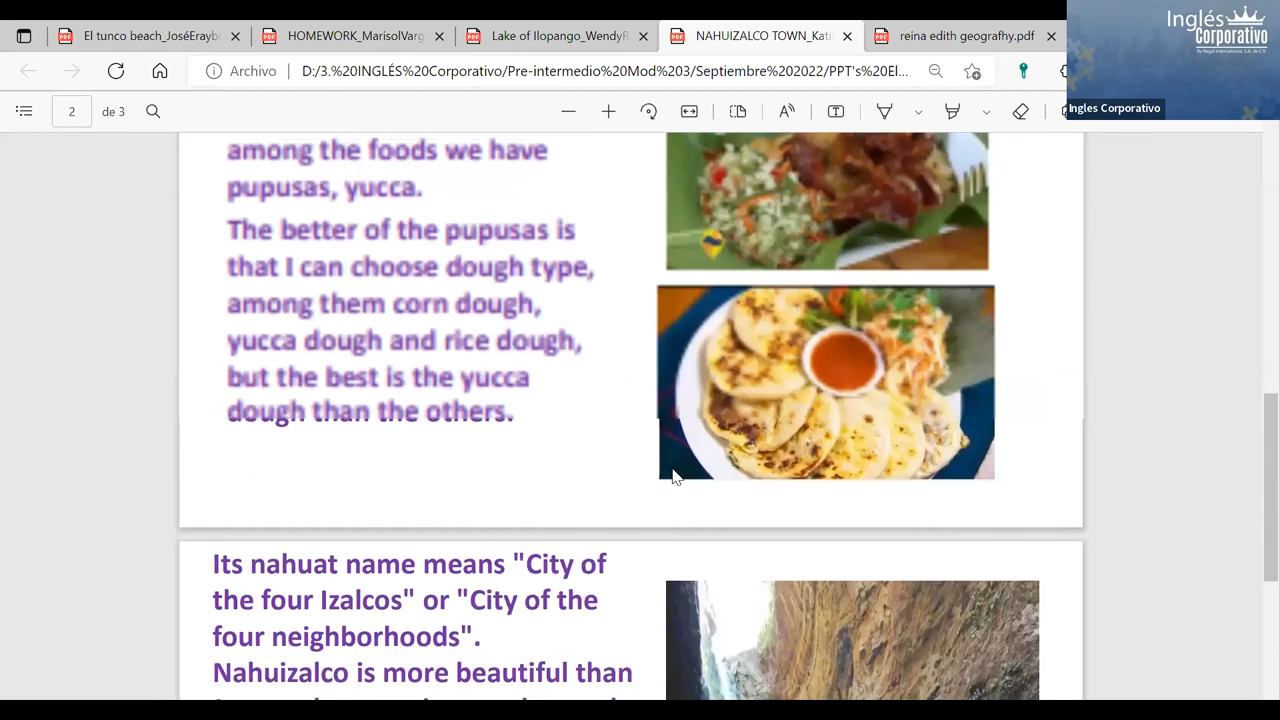 El tunco beach_JoséEraybi
HOMEWORK_MarisolVarg
Lake of Ilopango_WendyR
NAHUIZALCO TOWN_Kati
reina edith geografhy.pdf
Inglés
Corporativo
Archivo
D:/3.%20INGLÉS%20Corporativo/Pre-intermedio%20Mod%203/Septiembre%202022/PPT's%20El...
Ingles Corporativo
2
de 3
among the foods we have
pupusas, yucca.
The better of the pupusas is
that I can choose dough type,
among them corn dough,
yucca dough and rice dough,
but the best is the yucca
dough than the others.
Its nahuat name means "City of
the four Izalcos" or "City of the
four neighborhoods".
Nahuizalco is more beautiful than